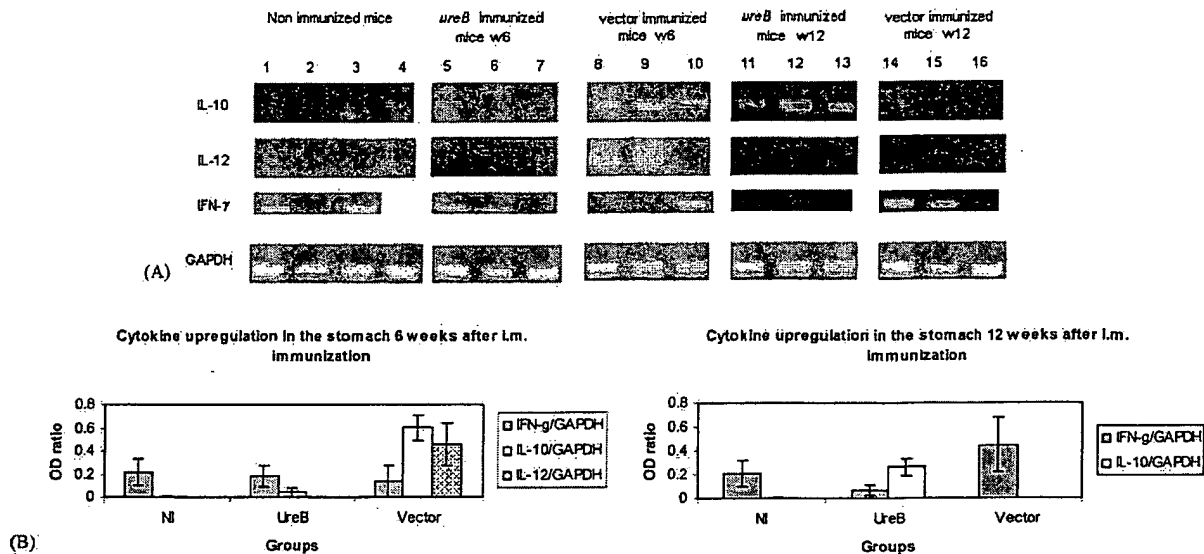 Non immunized mice
ureB immunized mice w6
vector immunized mice w6
ureB immunized mice w12
vector immunized mice w12
1 2 3 4 5 6 7 8 9 10 11 12 13 14 15 16
IL-10
IL-12
IFN-γ
GAPDH
(A)
Cytokine upregulation in the stomach 6 weeks after i.m.
immunization
OD ratio
0.8
0.6
0.4
0.2
0
NI UreB Vector
Groups
IFN-g/GAPDH
IL-10/GAPDH
IL-12/GAPDH
Cytokine upregulation in the stomach 12 weeks after i.m.
immunization
OD ratio
0.8
0.6
0.4
0.2
0
NI UreB Vector
Groups
IFN-g/GAPDH
IL-10/GAPDH
(B)